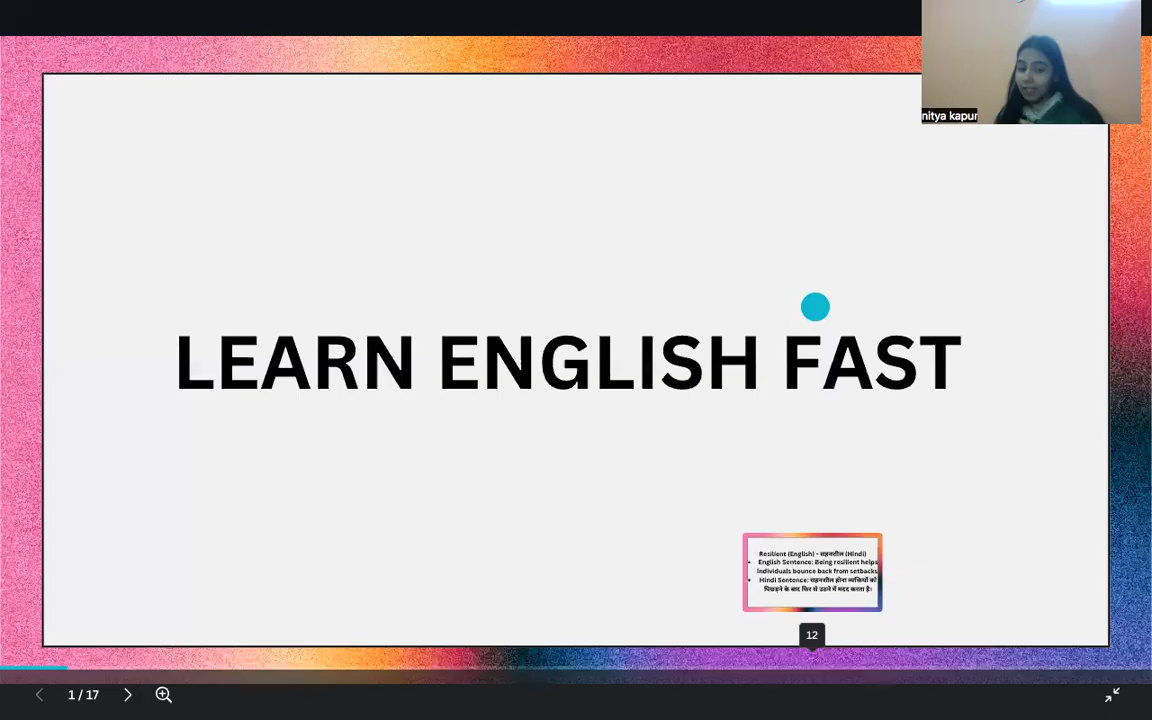 nitya kapur
LEARN ENGLISH FAST
Resilient (English) - सहनशील (Hindi)
English Sentence: Being resilient helps
individuals bounce back from setbacks
Hindi Sentence: सहनशील होना व्यक्तियों को
पिछड़ने के बाद फिर से उठने में मदद करता है।
12
1 / 17